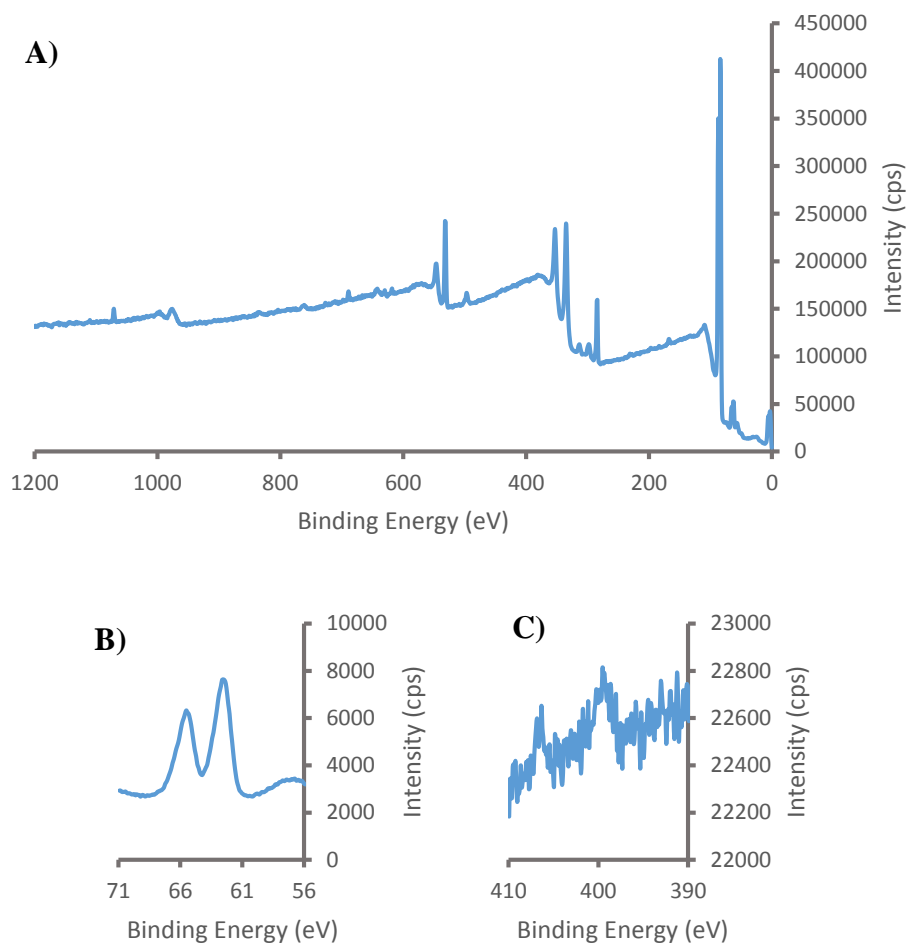 A)
450000
400000
350000
300000
250000
200000
150000
100000
50000
0
Intensity (cps)
1200 1000 800 600 400 200 0
Binding Energy (eV)
B)
10000
8000
6000
4000
2000
0
Intensity (cps)
71 66 61 56
Binding Energy (eV)
C)
23000
22800
22600
22400
22200
22000
Intensity (cps)
410 400 390
Binding Energy (eV)